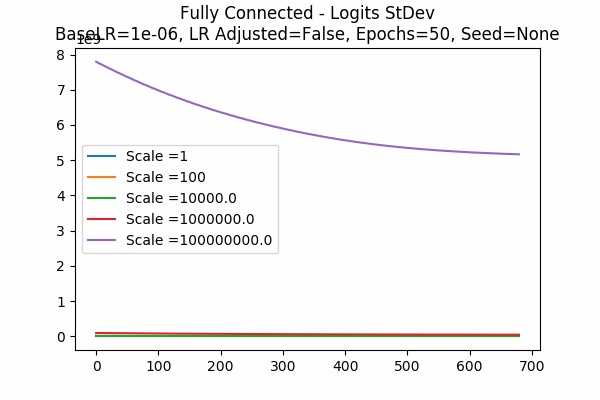 Fully Connected - Logits StDev
BaseLR=1e-06, LR Adjusted=False, Epochs=50, Seed=None
1e9
8
7
6
5
4
3
2
1
0
Scale =1
Scale =100
Scale =10000.0
Scale =1000000.0
Scale =100000000.0
0 100 200 300 400 500 600 700